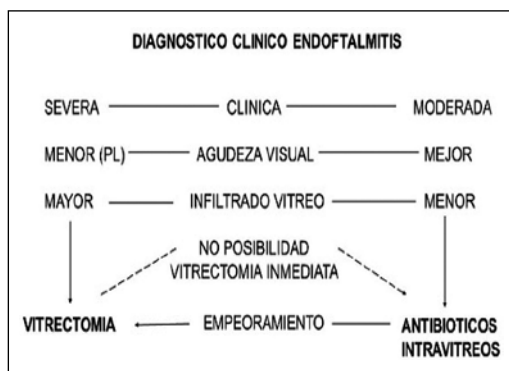 DIAGNOSTICO CLINICO ENDOFTALMITIS
SEVERA CLINICA MODERADA
MENOR (PL) AGUDEZA VISUAL MEJOR
MAYOR INFILTRADO VITREO MENOR
NO POSIBILIDAD
VITRECTOMIA INMEDIATA
VITRECTOMIA EMPEORAMIENTO ANTIBIOTICOS
INTRAVITREOS